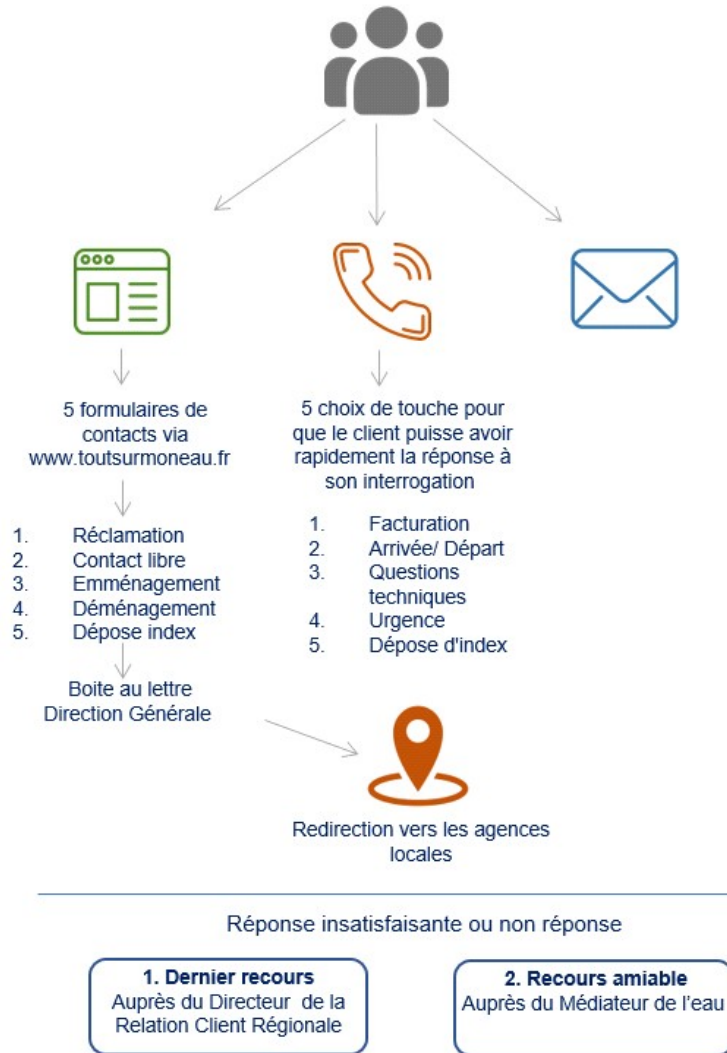 5 formulaires de
contacts via
www.toutsurmoneau.fr
1. Réclamation
2. Contact libre
3. Emménagement
4. Déménagement
5. Dépose index
Boite au lettre
Direction Générale
5 choix de touche pour
que le client puisse avoir
rapidement la réponse à
son interrogation
1. Facturation
2. Arrivée/ Départ
3. Questions
techniques
4. Urgence
5. Dépose d'index
Redirection vers les agences
locales
Réponse insatisfaisante ou non réponse
1. Dernier recours
Auprès du Directeur de la
Relation Client Régionale
2. Recours amiable
Auprès du Médiateur de l'eau